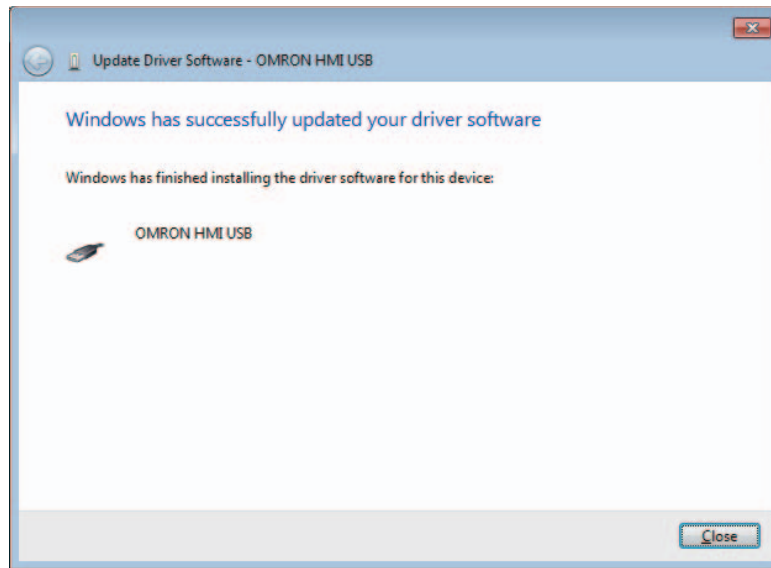 Update Driver Software - OMRON HMI USB
Windows has successfully updated your driver software
Windows has finished installing the driver software for this device:
OMRON HMI USB
Close